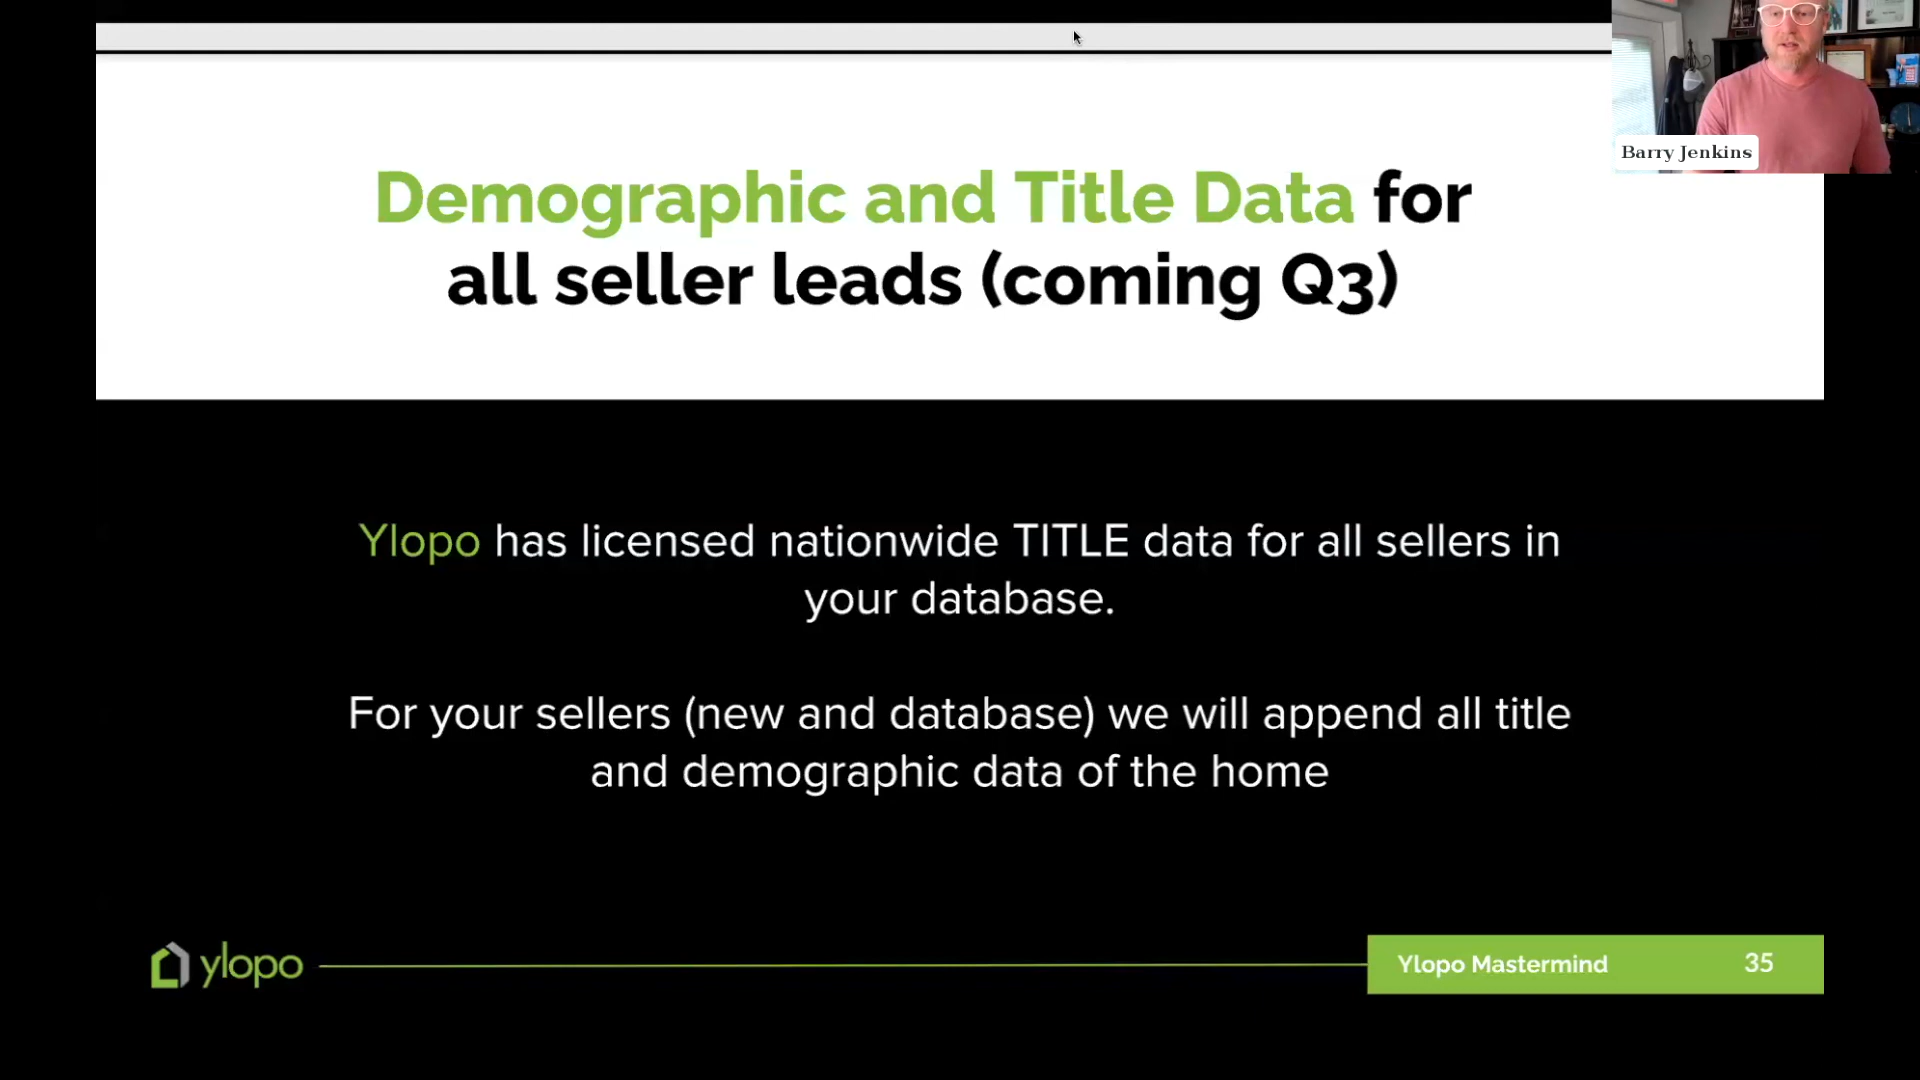 Demographic and Title Data for
all seller leads (coming Q3)
Barry Jenkins
Ylopo has licensed nationwide TITLE data for all sellers in
your database.
For your sellers (new and database) we will append all title
and demographic data of the home
ylopo
Ylopo Mastermind 35